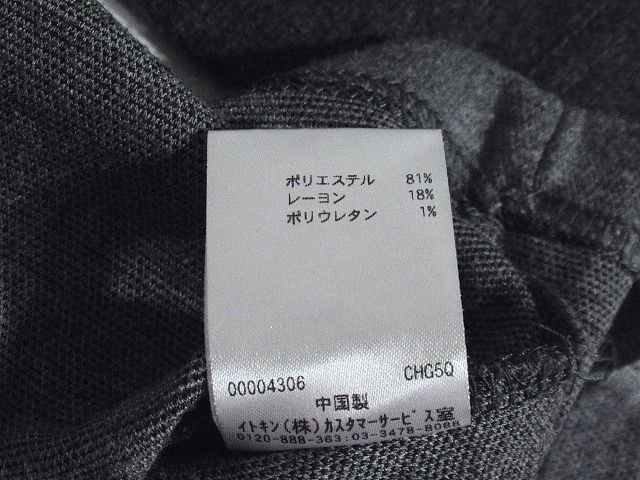 ポリエステル 81%
レーヨン 18%
ポリウレタン 1%
00004306 CHG5Q
中国製
イトキン(株)カスタマーサービス室
0120-888-363:03-3478-8088